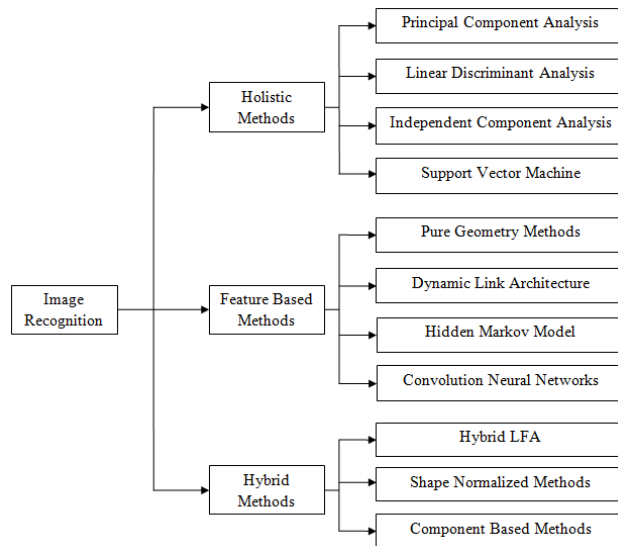 Image
Recognition
Holistic
Methods
Principal Component Analysis
Linear Discriminant Analysis
Independent Component Analysis
Support Vector Machine
Feature Based
Methods
Pure Geometry Methods
Dynamic Link Architecture
Hidden Markov Model
Convolution Neural Networks
Hybrid
Methods
Hybrid LFA
Shape Normalized Methods
Component Based Methods